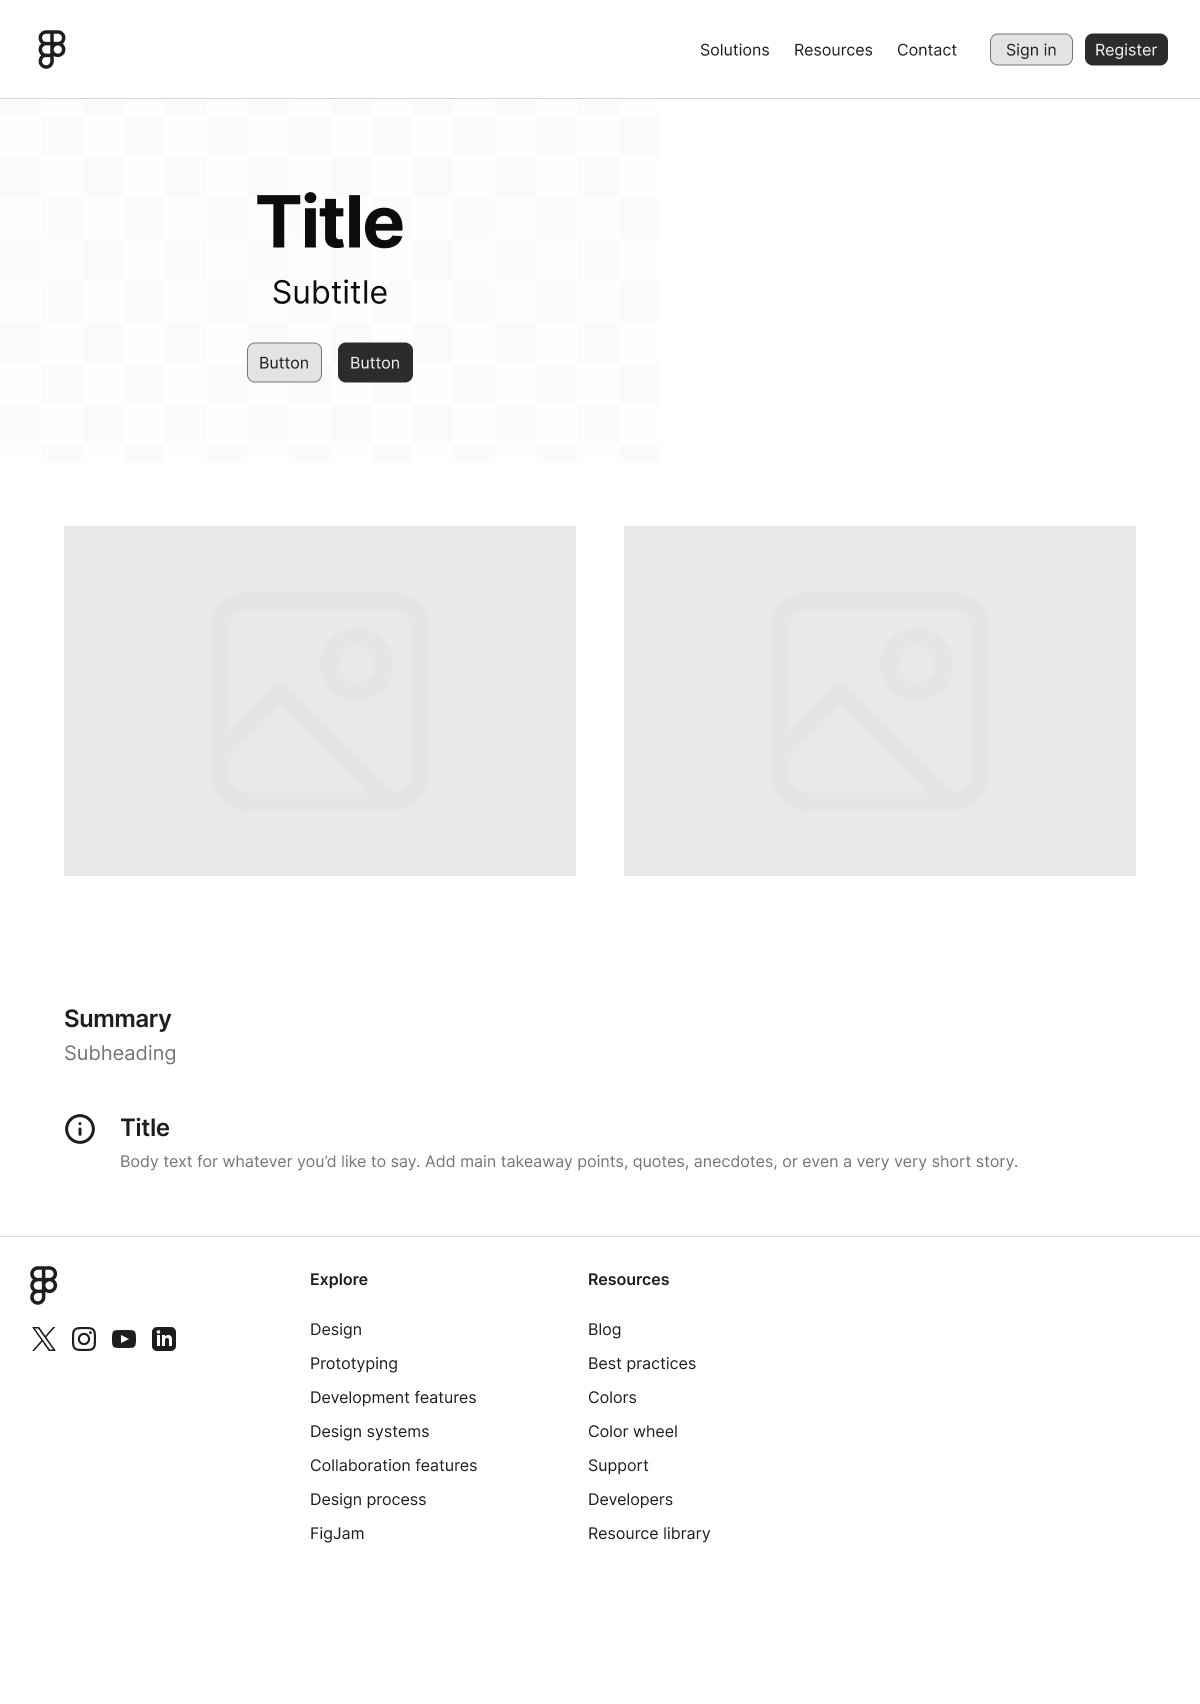 Solutions Resources Contact Sign in Register
Title
Subtitle
Button Button
Summary
Subheading
Title
Body text for whatever you’d like to say. Add main takeaway points, quotes, anecdotes, or even a very very short story.
Explore
Design
Prototyping
Development features
Design systems
Collaboration features
Design process
FigJam
Resources
Blog
Best practices
Colors
Color wheel
Support
Developers
Resource library